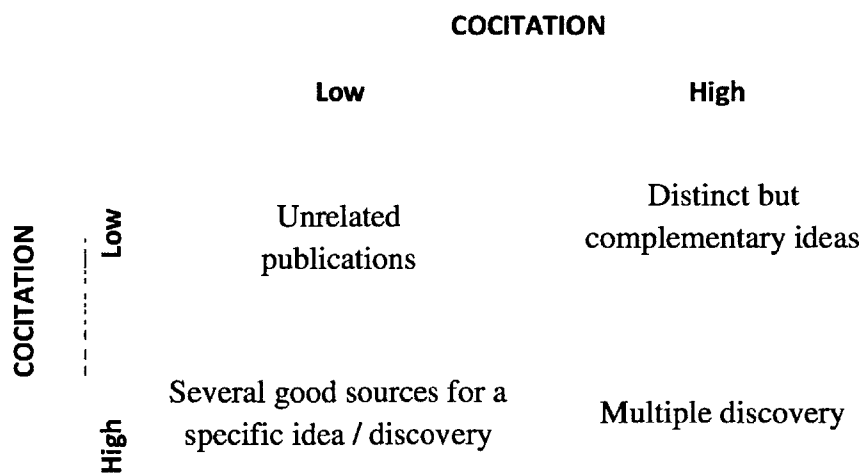 COCITATION
Low
High
COCITATION
Low
Unrelated
publications
Distinct but
complementary ideas
High
Several good sources for a
specific idea / discovery
Multiple discovery